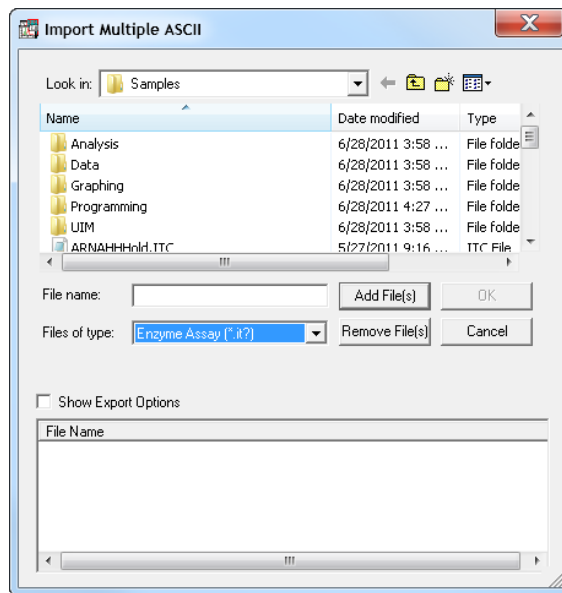 Import Multiple ASCII
Look in: Samples
Name Date modified Type
Analysis 6/28/2011 3:58 ... File folde
Data 6/28/2011 3:58 ... File folde
Graphing 6/28/2011 3:58 ... File folde
Programming 6/28/2011 4:27 ... File folde
UIM 6/28/2011 3:58 ... File folde
ARNAHHHold.ITC 5/27/2011 9:16 ... ITC File
File name: Add File(s) OK
Files of type: Enzyme Assay (*.it?) Remove File(s) Cancel
Show Export Options
File Name